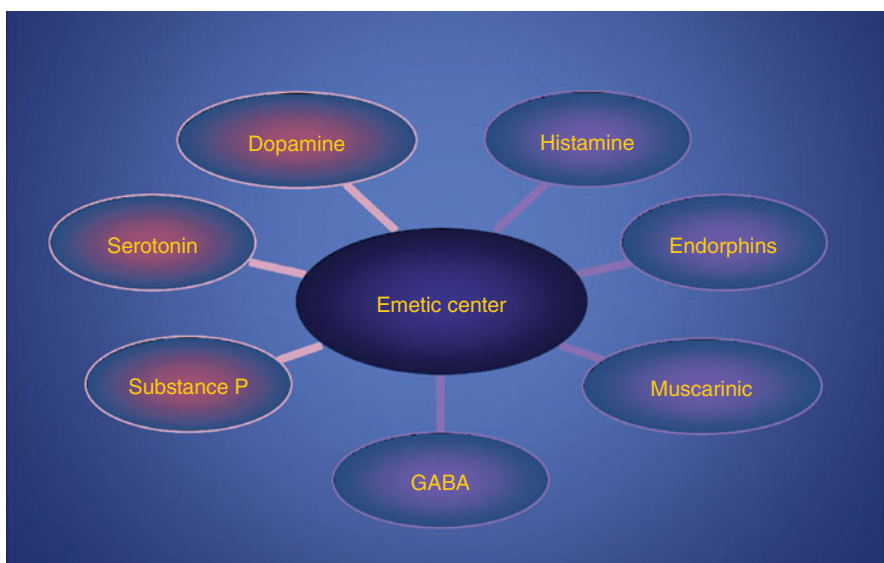 Dopamine
Histamine
Serotonin
Endorphins
Emetic center
Substance P
Muscarinic
GABA